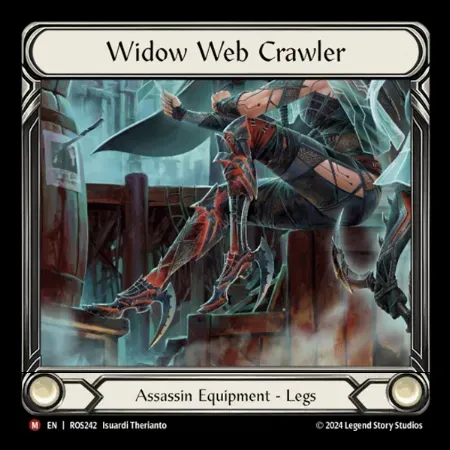 Widow Web Crawler
Assassin Equipment - Legs
M EN | ROS242 Isuardi Therianto © 2024 Legend Story Studios